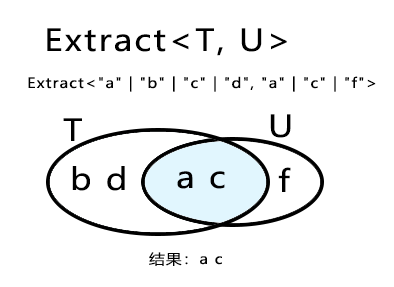 Extract<T, U>
Extract<"a" | "b" | "c" | "d", "a" | "c" | "f">
T U
b d a c f
结果：a c